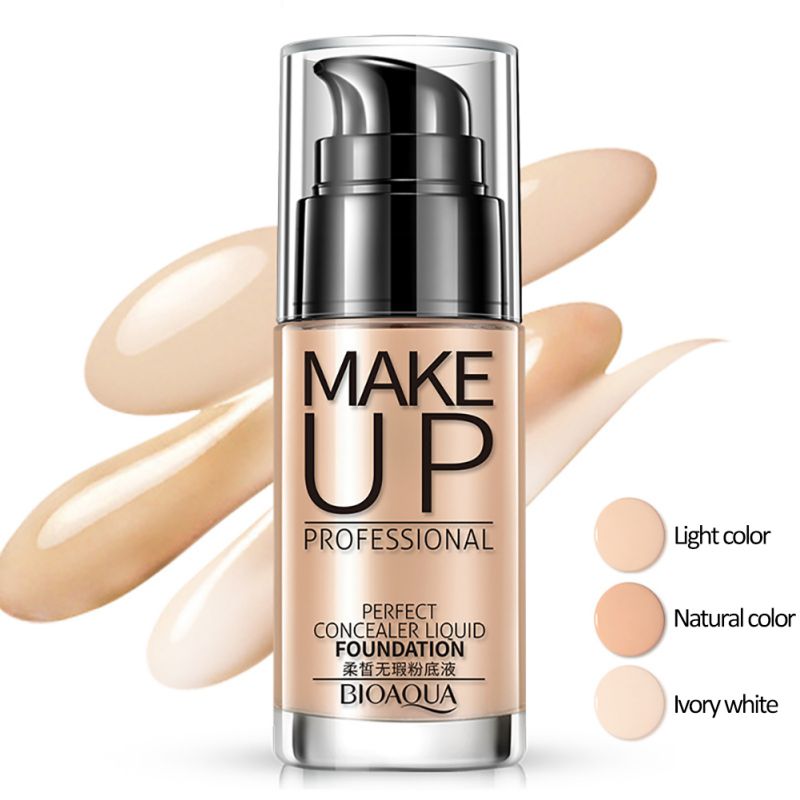 MAKE
UP
PROFESSIONAL
PERFECT
CONCEALER LIQUID
FOUNDATION
柔皙无瑕粉底液
BIOAQUA
Light color
Natural color
Ivory white